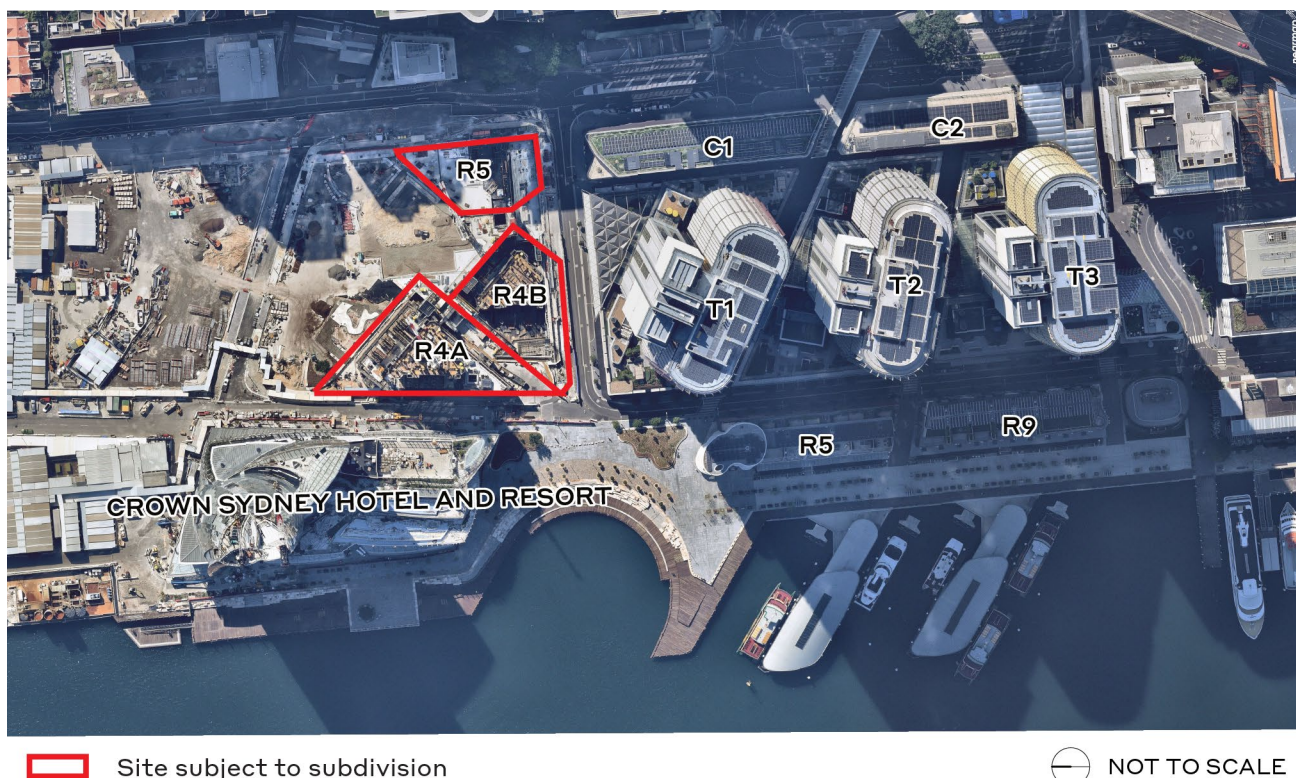 nearmap
R5
C1
C2
R4B
R4A
T1
T2
T3
R5
R9
CROWN SYDNEY HOTEL AND RESORT
Site subject to subdivision
NOT TO SCALE